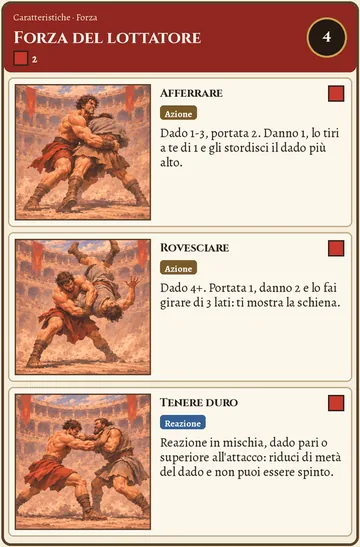 Caratteristiche · Forza
Forza del lottatore
4
2
Afferrare
Azione
Dado 1-3, portata 2. Danno 1, lo tiri
a te di 1 e gli stordisci il dado più
alto.
Rovesciare
Azione
Dado 4+. Portata 1, danno 2 e lo fai
girare di 3 lati: ti mostra la schiena.
Tenere duro
Reazione
Reazione in mischia, dado pari o
superiore all'attacco: riduci di metà
del dado e non puoi essere spinto.